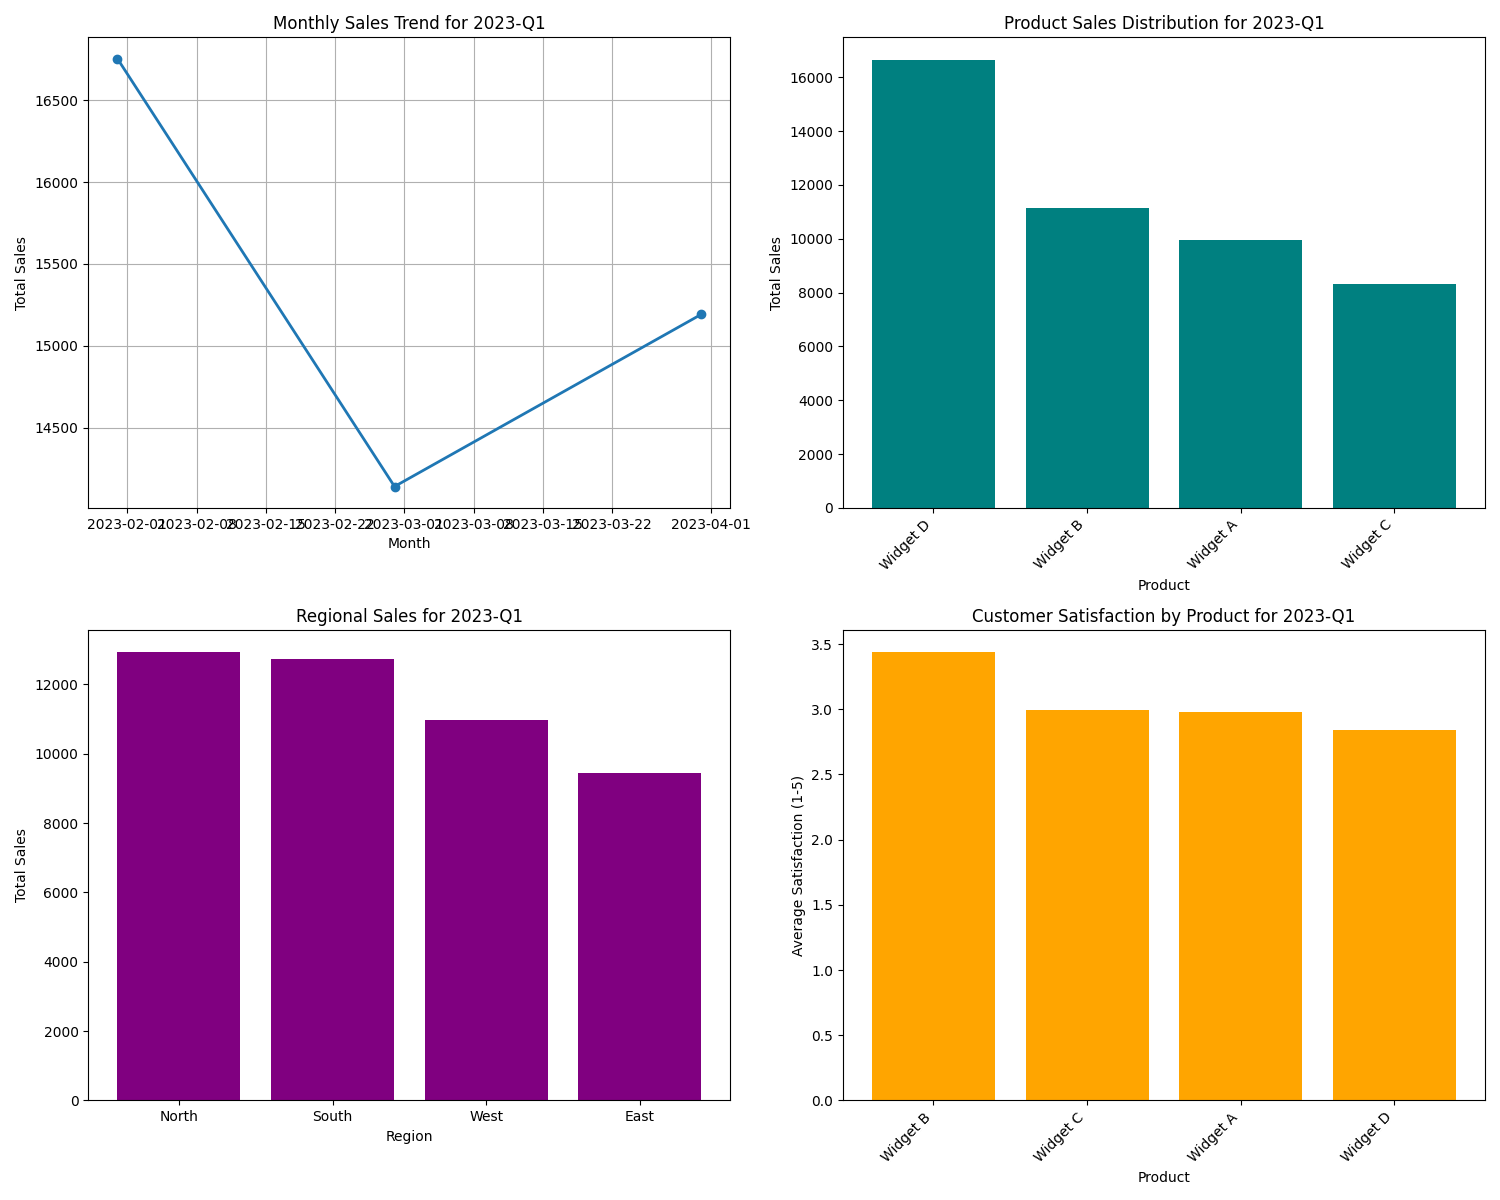 Monthly Sales Trend for 2023-Q1
Total Sales
16500
16000
15500
15000
14500
2023-02-01 2023-02-08 2023-02-15 2023-02-22 2023-03-01 2023-03-08 2023-03-15 2023-03-22 2023-04-01
Month
Product Sales Distribution for 2023-Q1
Total Sales
16000
14000
12000
10000
8000
6000
4000
2000
0
Widget D Widget B Widget A Widget C
Product
Regional Sales for 2023-Q1
Total Sales
12000
10000
8000
6000
4000
2000
0
North South West East
Region
Customer Satisfaction by Product for 2023-Q1
Average Satisfaction (1-5)
3.5
3.0
2.5
2.0
1.5
1.0
0.5
0.0
Widget B Widget C Widget A Widget D
Product